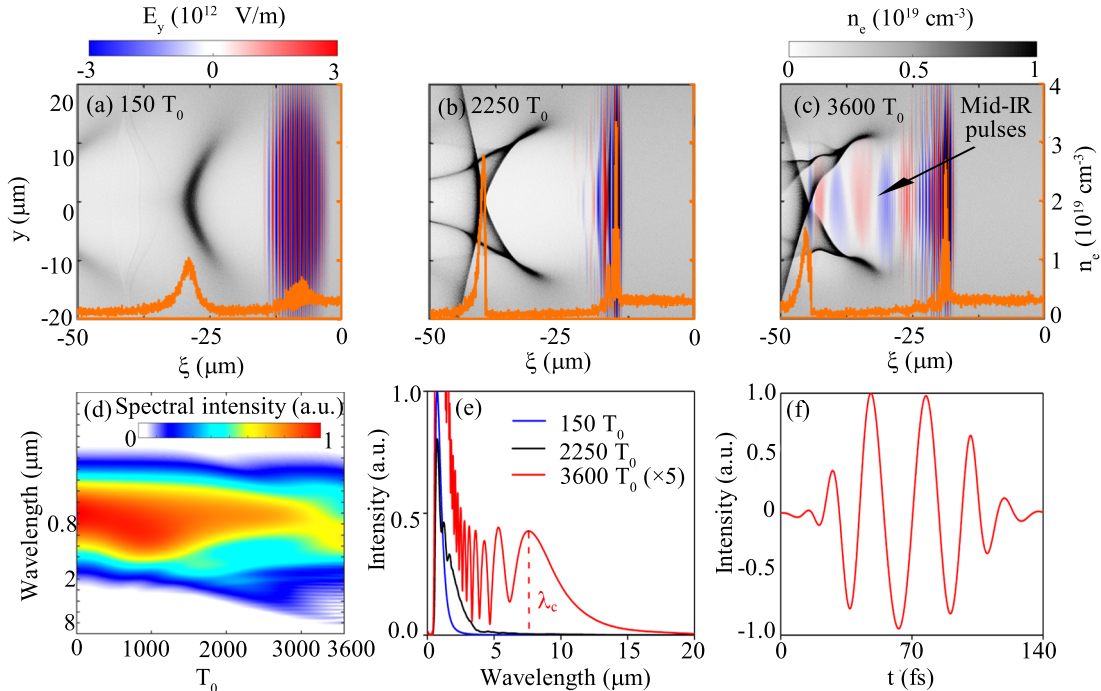 E_y (10^12 V/m)
-3 0 3
n_e (10^19 cm-3)
0 0.5 1
(a) 150 T_0
(b) 2250 T_0
(c) 3600 T_0
Mid-IR
pulses
20
10
0
-10
-20
y (μm)
4
3
2
1
0
n_e (10^19 cm-3)
-50 -25 0
ξ (μm)
-50 -25 0
ξ (μm)
-50 -25 0
ξ (μm)
(d) Spectral intensity (a.u.)
0 1
0.8
2
8
Wavelength (μm)
0 1000 2000 3000 3600
T_0
(e)
150 T_0
2250 T_0
3600 T_0 (×5)
λ_c
1.0
0.5
0.0
Intensity (a.u.)
0 5 10 15 20
Wavelength (μm)
(f)
1.0
0.5
0
-0.5
-1.0
Intensity (a.u.)
0 70 140
t (fs)